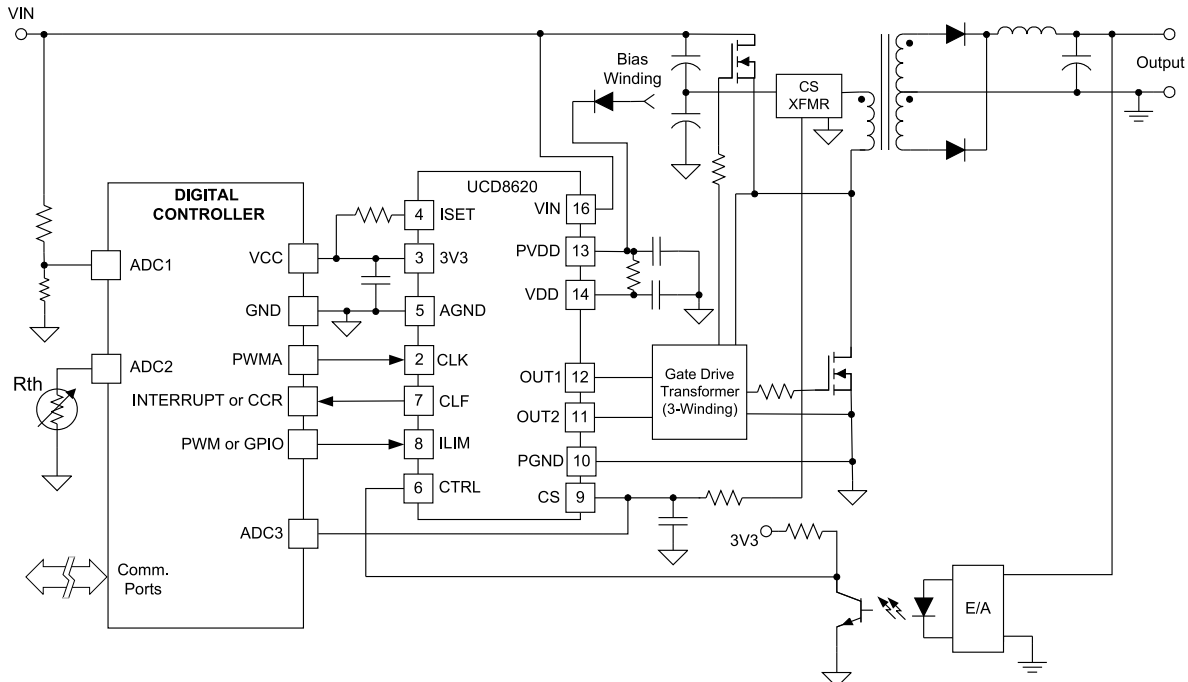 VIN
Bias
Winding
CS
XFMR
Output
DIGITAL
CONTROLLER
UCD8620
4 ISET
VIN 16
ADC1
VCC
3 3V3
PVDD 13
GND
5 AGND
VDD 14
ADC2
PWMA
2 CLK
OUT1 12
Gate Drive
Transformer
(3-Winding)
Rth
INTERRUPT or CCR
7 CLF
OUT2 11
PWM or GPIO
8 ILIM
PGND 10
6 CTRL
CS 9
ADC3
3V3
Comm.
Ports
E/A